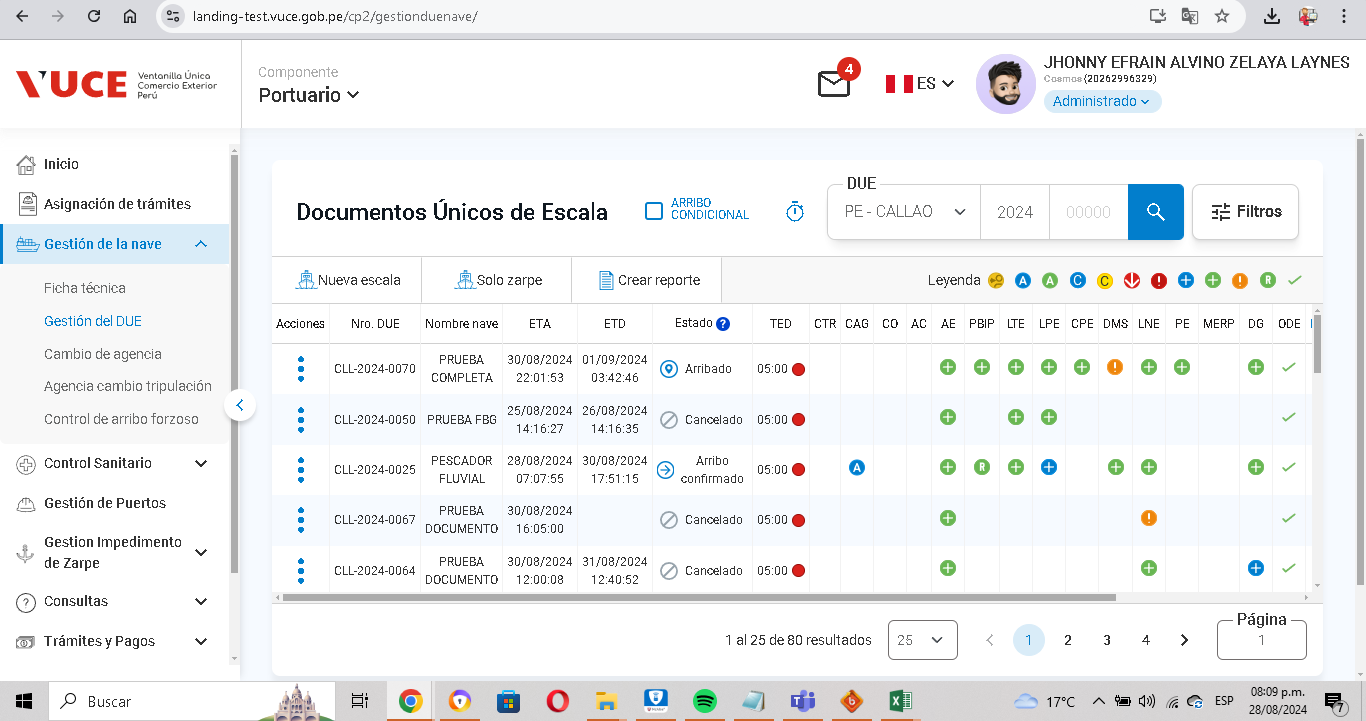 landing-test.vuce.gob.pe/cp2/gestionduenave/
VUCE
Ventanilla Única
Comercio Exterior
Perú
Componente
Portuario
4
ES
JHONNY EFRAIN ALVINO ZELAYA LAYNES
Cosmos (20262996329)
Administrado
Inicio
Asignación de trámites
Gestión de la nave
Ficha técnica
Gestión del DUE
Cambio de agencia
Agencia cambio tripulación
Control de arribo forzoso
Control Sanitario
Gestión de Puertos
Gestion Impedimento
de Zarpe
Consultas
Trámites y Pagos
Documentos Únicos de Escala
ARRIBO
CONDICIONAL
DUE
PE - CALLAO
2024
00000
Filtros
Nueva escala
Solo zarpe
Crear reporte
Leyenda A A C C R
Acciones Nro. DUE Nombre nave ETA ETD Estado ? TED CTR CAG CO AC AE PBIP LTE LPE CPE DMS LNE PE MERP DG ODE
CLL-2024-0070 PRUEBA COMPLETA 30/08/2024 22:01:53 01/09/2024 03:42:46 Arribado 05:00
CLL-2024-0050 PRUEBA FBG 25/08/2024 14:16:27 26/08/2024 14:16:35 Cancelado 05:00
CLL-2024-0025 PESCADOR FLUVIAL 28/08/2024 07:07:55 30/08/2024 17:51:15 Arribo confirmado 05:00 A R
CLL-2024-0067 PRUEBA DOCUMENTO 30/08/2024 16:05:00 Cancelado 05:00
CLL-2024-0064 PRUEBA DOCUMENTO 30/08/2024 12:00:08 31/08/2024 12:40:52 Cancelado 05:00
1 al 25 de 80 resultados
25
1 2 3 4
Página
1
Buscar
17°C
ESP
08:09 p.m.
28/08/2024
7